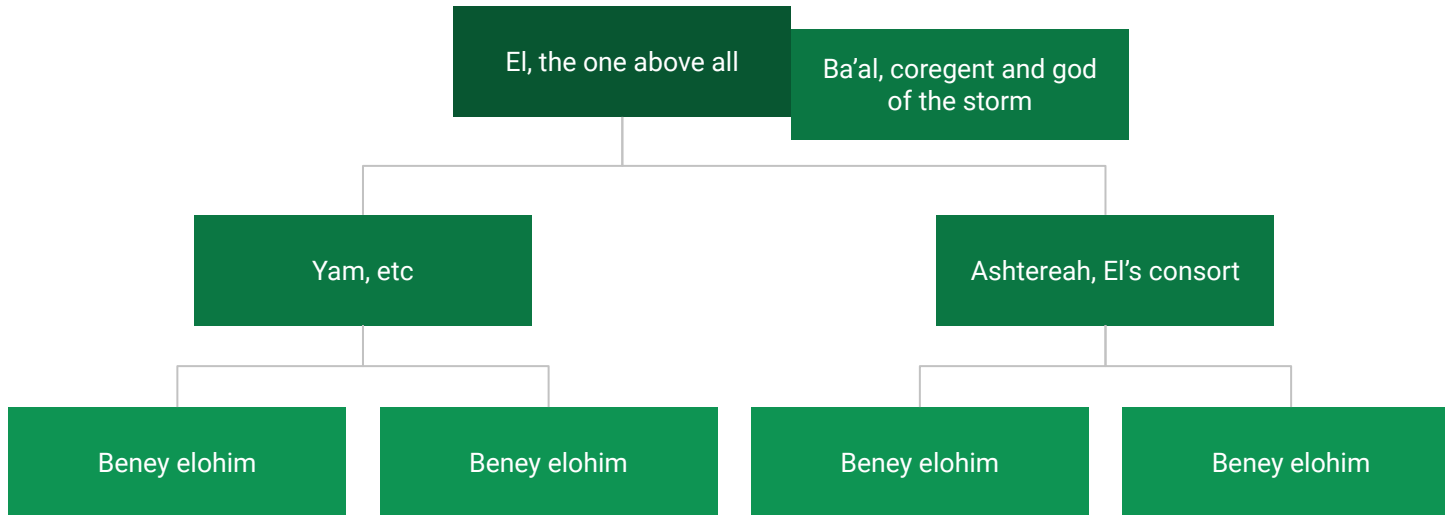 El, the one above all
Ba’al, coregent and god
of the storm
Yam, etc
Ashtereah, El’s consort
Beney elohim
Beney elohim
Beney elohim
Beney elohim